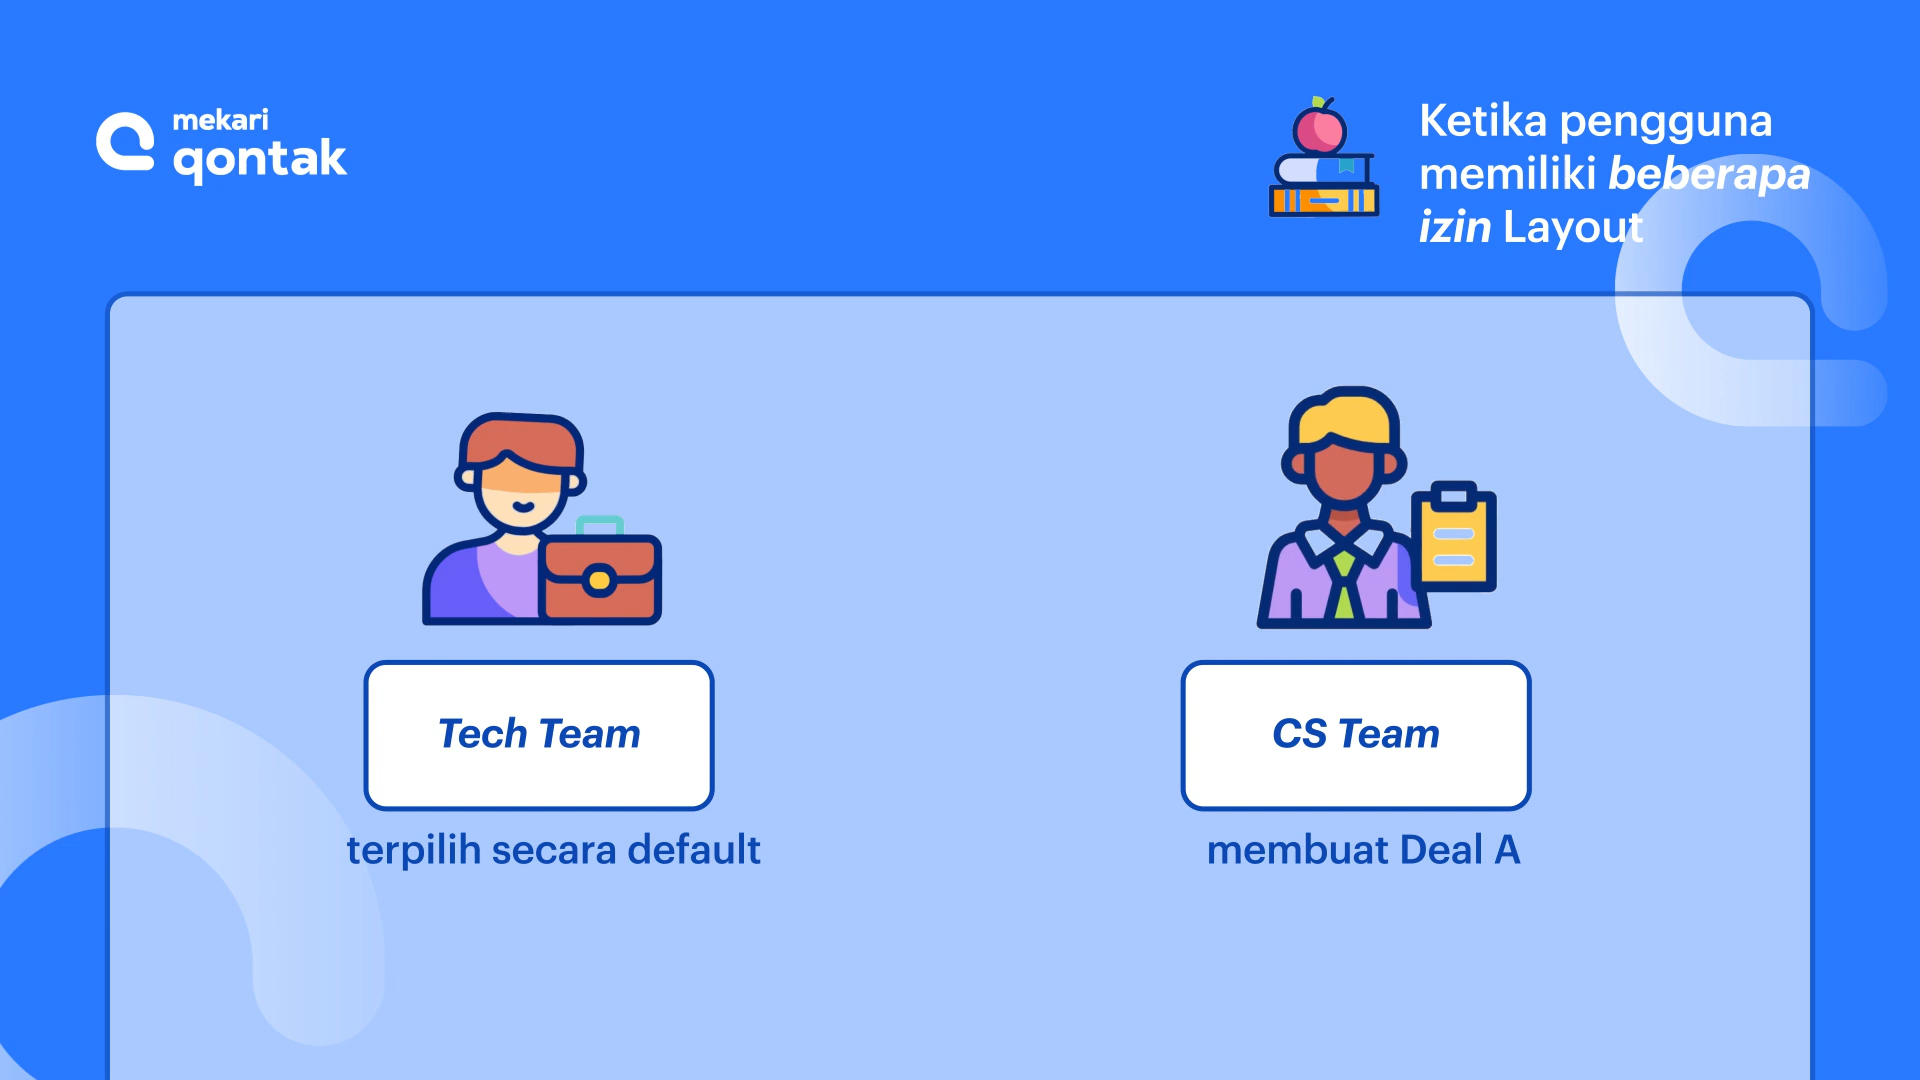 mekari
qontak
Ketika pengguna
memiliki beberapa
izin Layout
Tech Team
terpilih secara default
CS Team
membuat Deal A